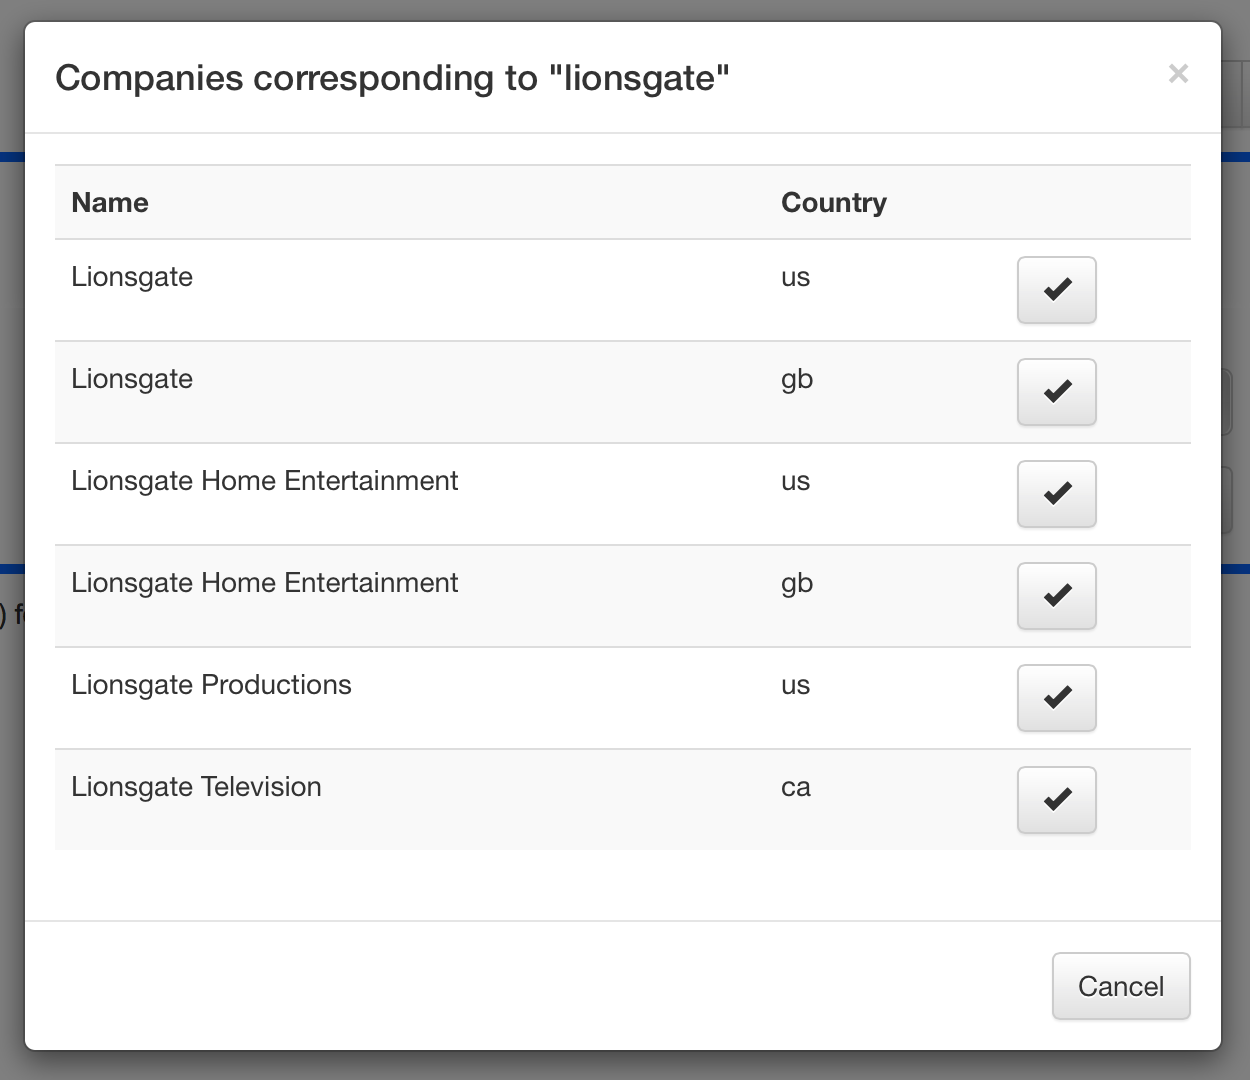 Companies corresponding to "lionsgate"
×
Name Country
Lionsgate us
Lionsgate gb
Lionsgate Home Entertainment us
Lionsgate Home Entertainment gb
Lionsgate Productions us
Lionsgate Television ca
Cancel